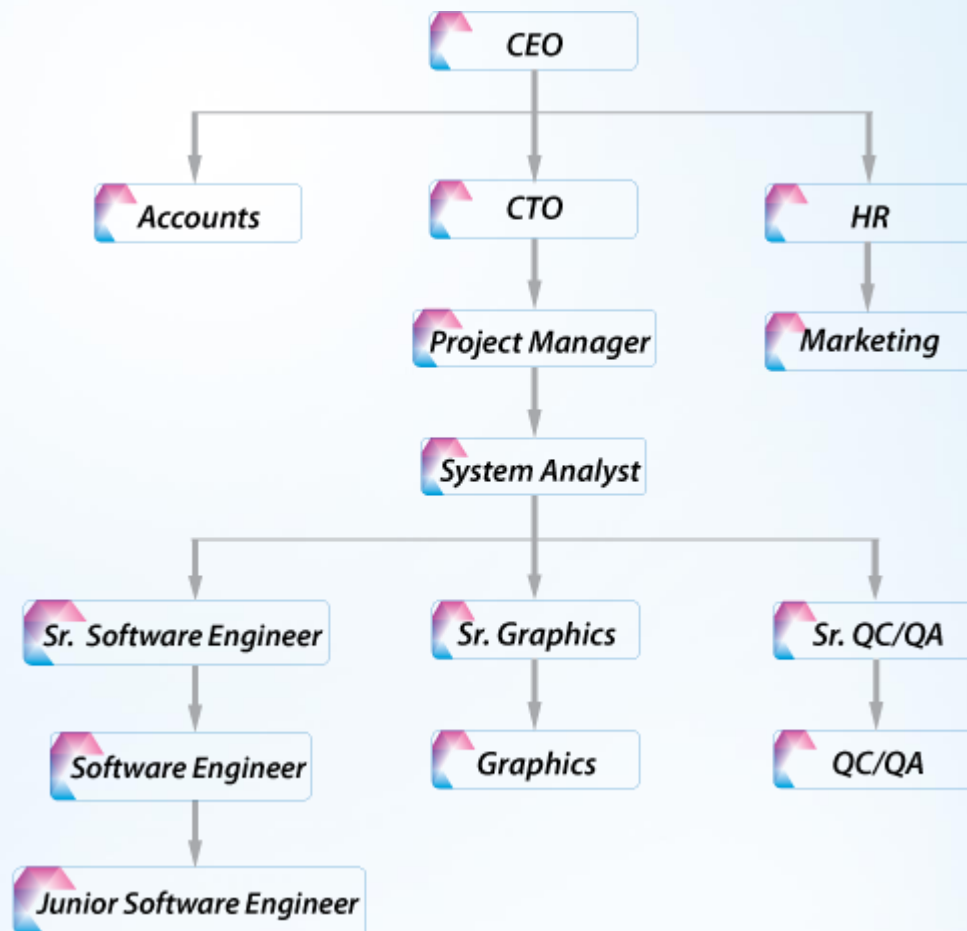 CEO
Accounts
CTO
HR
Project Manager
Marketing
System Analyst
Sr. Software Engineer
Sr. Graphics
Sr. QC/QA
Software Engineer
Graphics
QC/QA
Junior Software Engineer